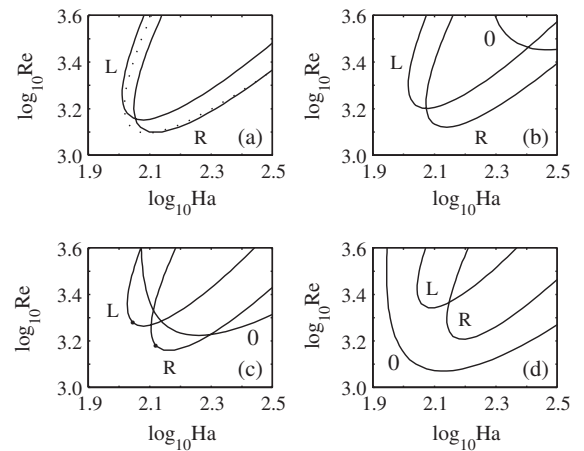 3.6
3.4
3.2
3.0
log10Re
L
R
(a)
1.9 2.1 2.3 2.5
log10Ha
3.6
3.4
3.2
3.0
log10Re
0
L
R
(b)
1.9 2.1 2.3 2.5
log10Ha
3.6
3.4
3.2
3.0
log10Re
L
0
R
(c)
1.9 2.1 2.3 2.5
log10Ha
3.6
3.4
3.2
3.0
log10Re
L
R
0
(d)
1.9 2.1 2.3 2.5
log10Ha